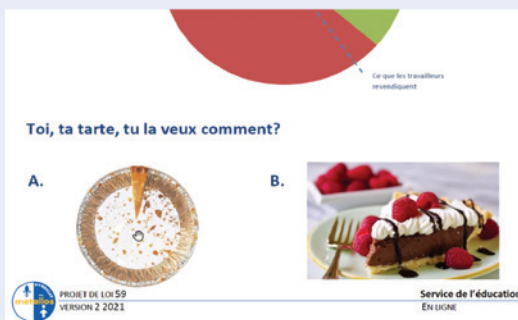 Ce que les travailleurs
revendiquent
Toi, ta tarte, tu la veux comment?
A.
B.
métallos
PROJET DE LOI 59
VERSION 2 2021
Service de l'éducation
EN LIGNE